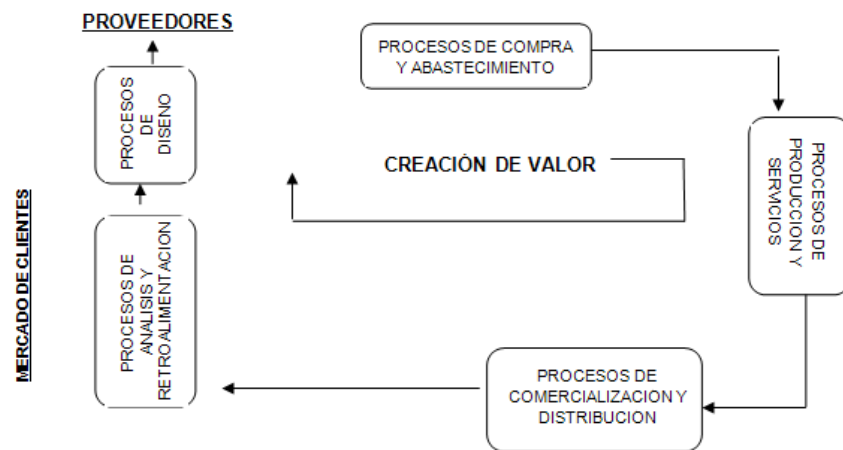 PROVEEDORES
PROCESOS DE COMPRA
Y ABASTECIMIENTO
PROCESOS
DE
DISENO
CREACIÓN DE VALOR
PROCESOS DE
PRODUCCION Y
SERVICIOS
MERCADO DE CLIENTES
PROCESOS DE
ANALISIS Y
RETROALIMENTACION
PROCESOS DE
COMERCIALIZACION Y
DISTRIBUCION